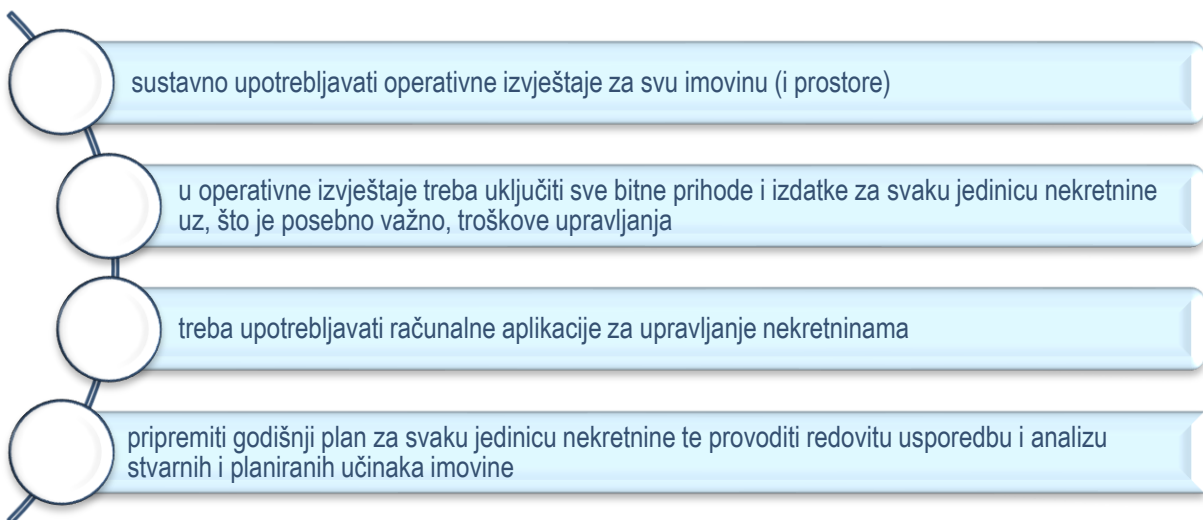 sustavno upotrebljavati operativne izvještaje za svu imovinu (i prostore)
u operativne izvještaje treba uključiti sve bitne prihode i izdatke za svaku jedinicu nekretnine
uz, što je posebno važno, troškove upravljanja
treba upotrebljavati računalne aplikacije za upravljanje nekretninama
pripremiti godišnji plan za svaku jedinicu nekretnine te provoditi redovitu usporedbu i analizu
stvarnih i planiranih učinaka imovine